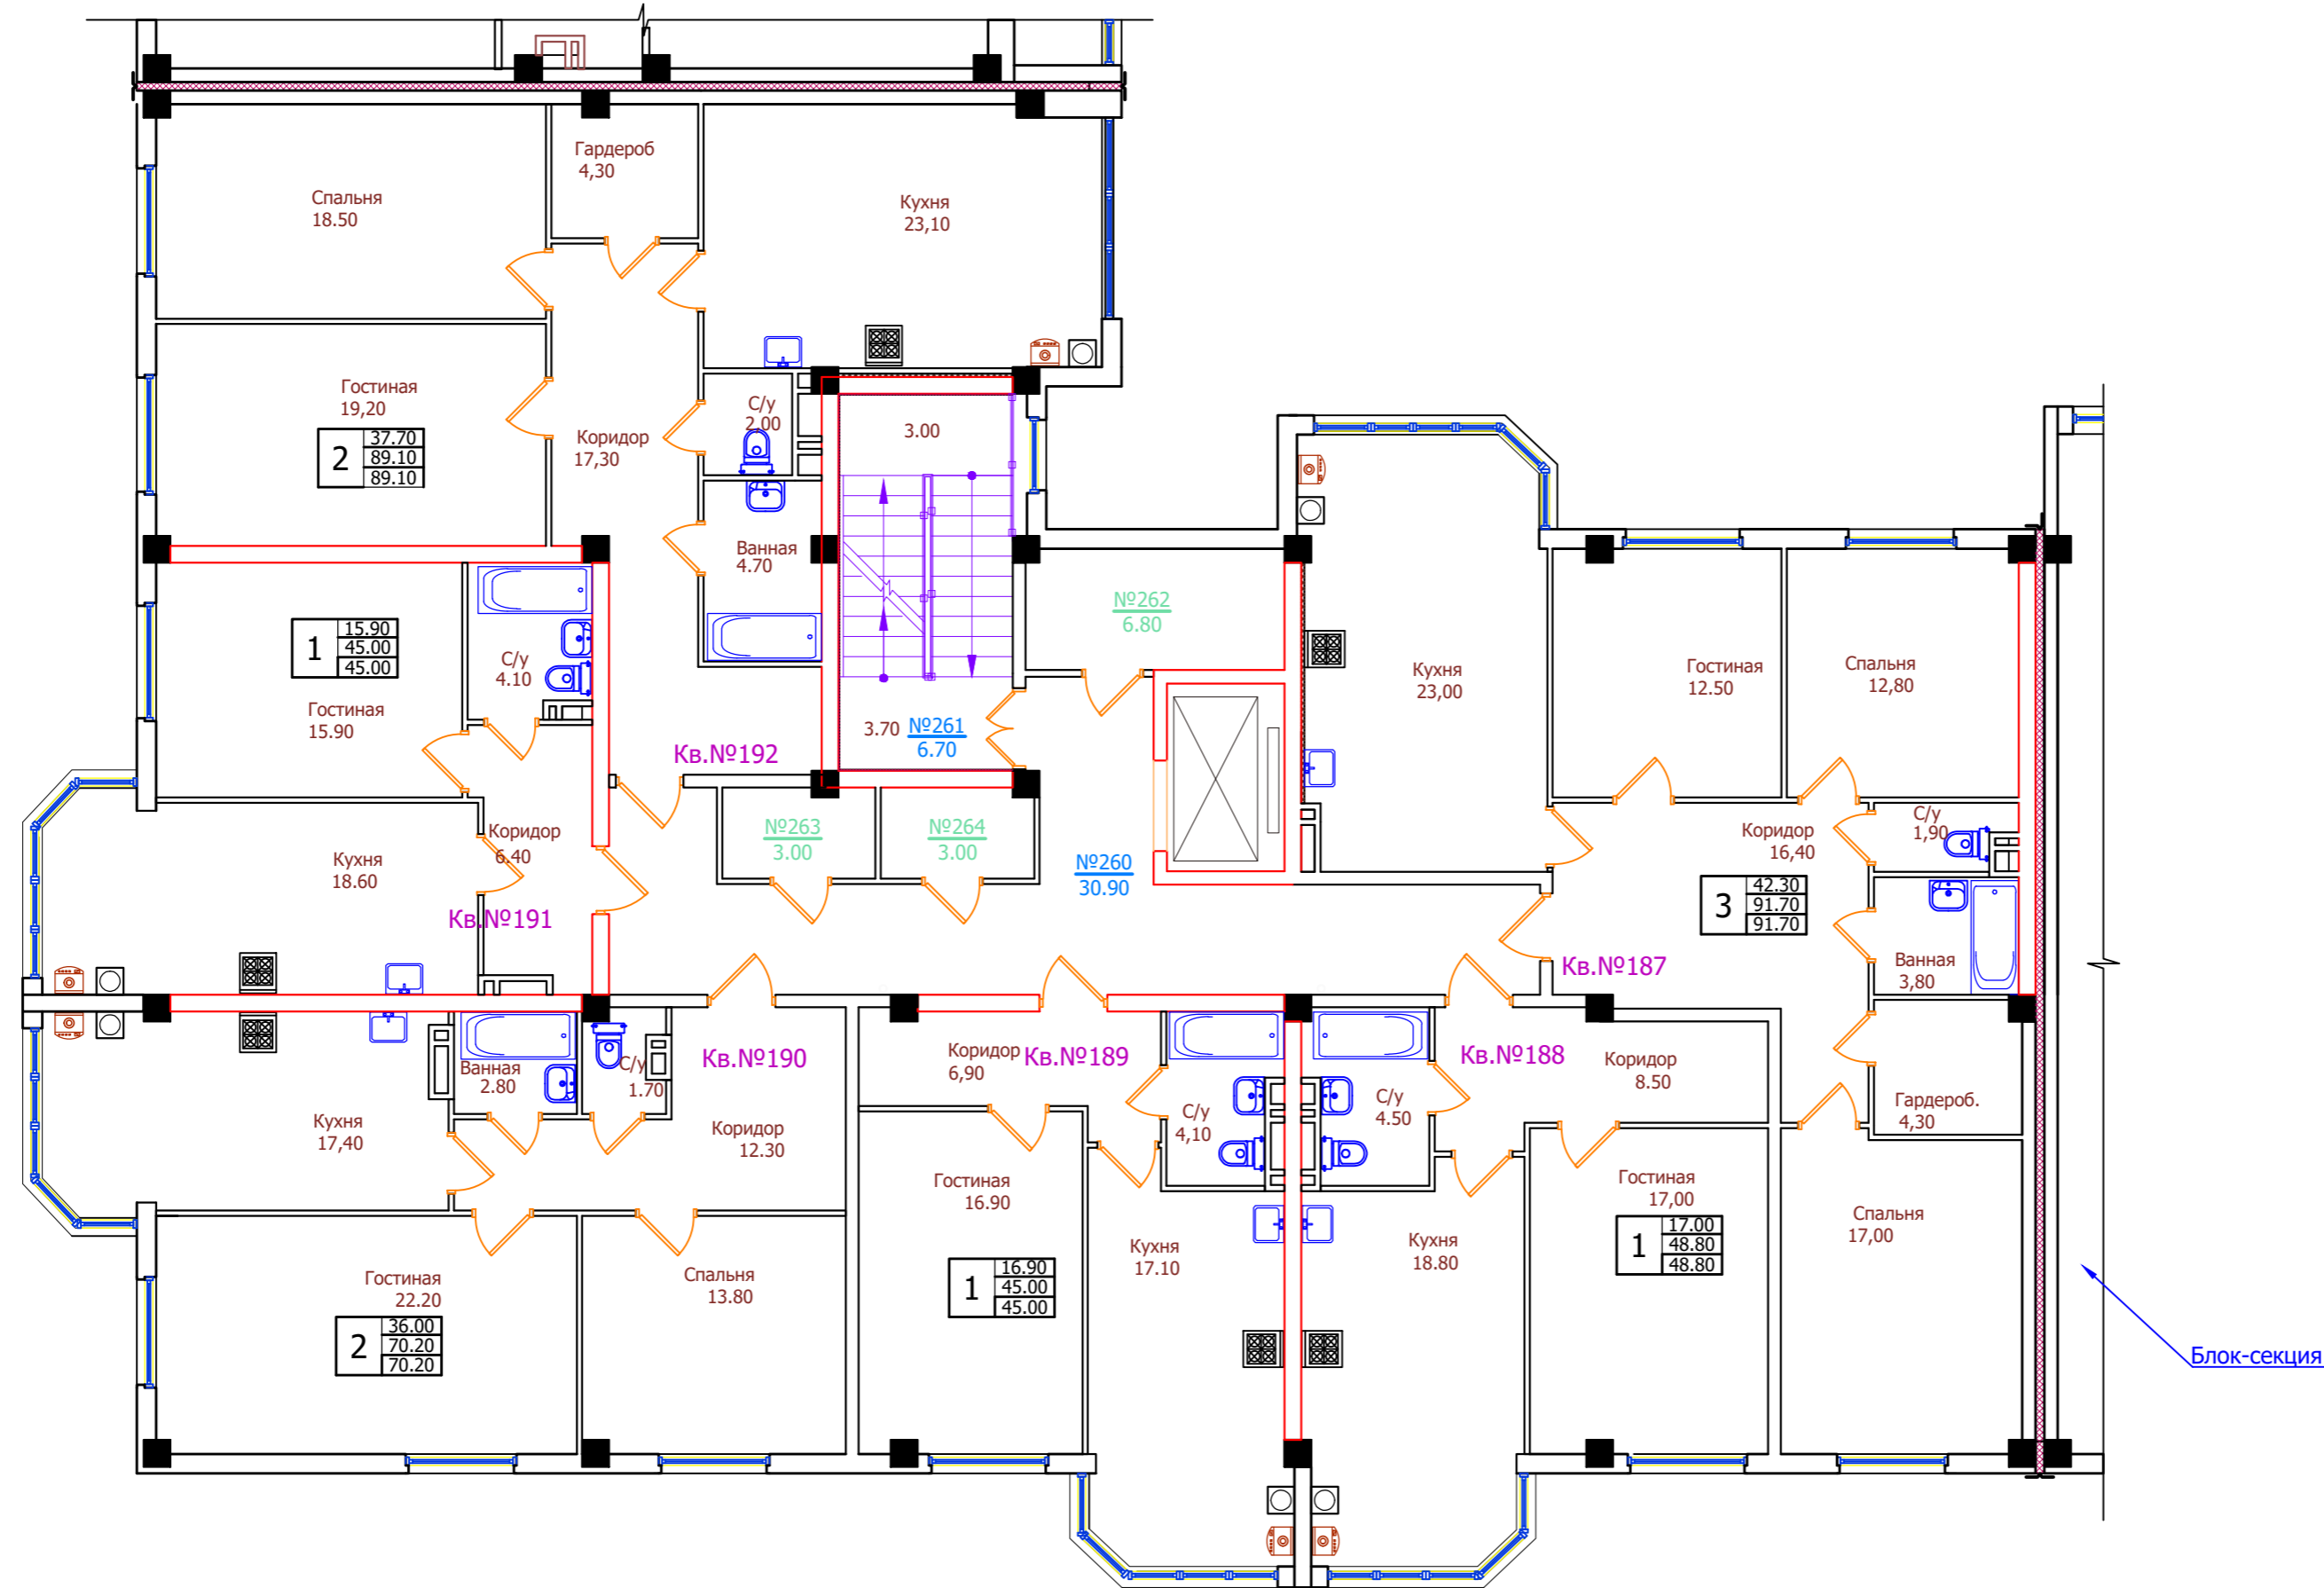 Гардероб
4,30
Спальня
18.50
Кухня
23,10
Гостиная
19,20
2
37.70
89.10
89.10
Коридор
17,30
С/у
2.00
3.00
Ванная
4.70
№262
6.80
1
15.90
45.00
45.00
С/у
4.10
Гостиная
15.90
Кухня
23,00
Гостиная
12.50
Спальня
12,80
3.70
№261
6.70
Кв.№192
№263
3.00
№264
3.00
№260
30.90
Коридор
6.40
Кухня
18.60
Кв.№191
Коридор
16,40
С/у
1,90
3
42.30
91.70
91.70
Ванная
3,80
Кв.№187
Ванная
2.80
С/у
1.70
Кв.№190
Коридор
6,90
Кв.№189
Кв.№188
Коридор
8.50
Кухня
17,40
Коридор
12.30
С/у
4,10
С/у
4.50
Гардероб.
4,30
Гостиная
16.90
Гостиная
17,00
1
17.00
48.80
48.80
Спальня
17,00
Кухня
17.10
Кухня
18.80
Гостиная
22.20
2
36.00
70.20
70.20
Спальня
13.80
1
16.90
45.00
45.00
Блок-секция